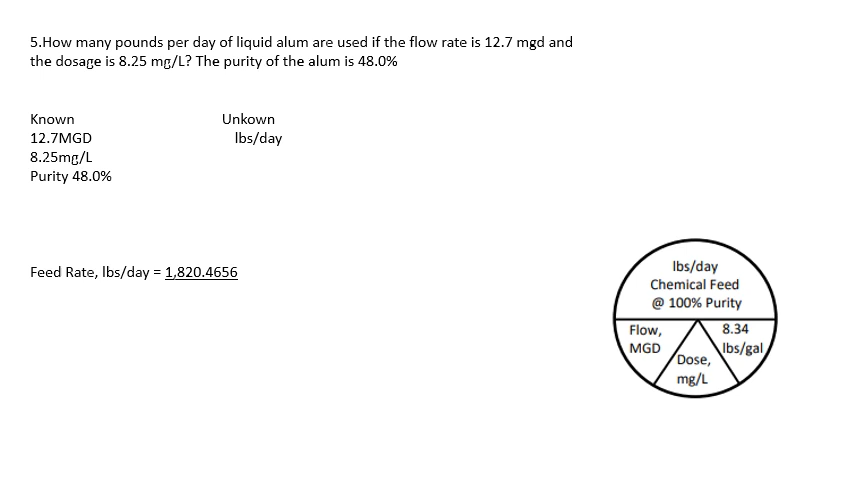 5.How many pounds per day of liquid alum are used if the flow rate is 12.7 mgd and
the dosage is 8.25 mg/L? The purity of the alum is 48.0%
Known
Unkown
12.7MGD
lbs/day
8.25mg/L
Purity 48.0%
Feed Rate, lbs/day = 1,820.4656
lbs/day
Chemical Feed
@ 100% Purity
Flow,
MGD
Dose,
mg/L
8.34
lbs/gal